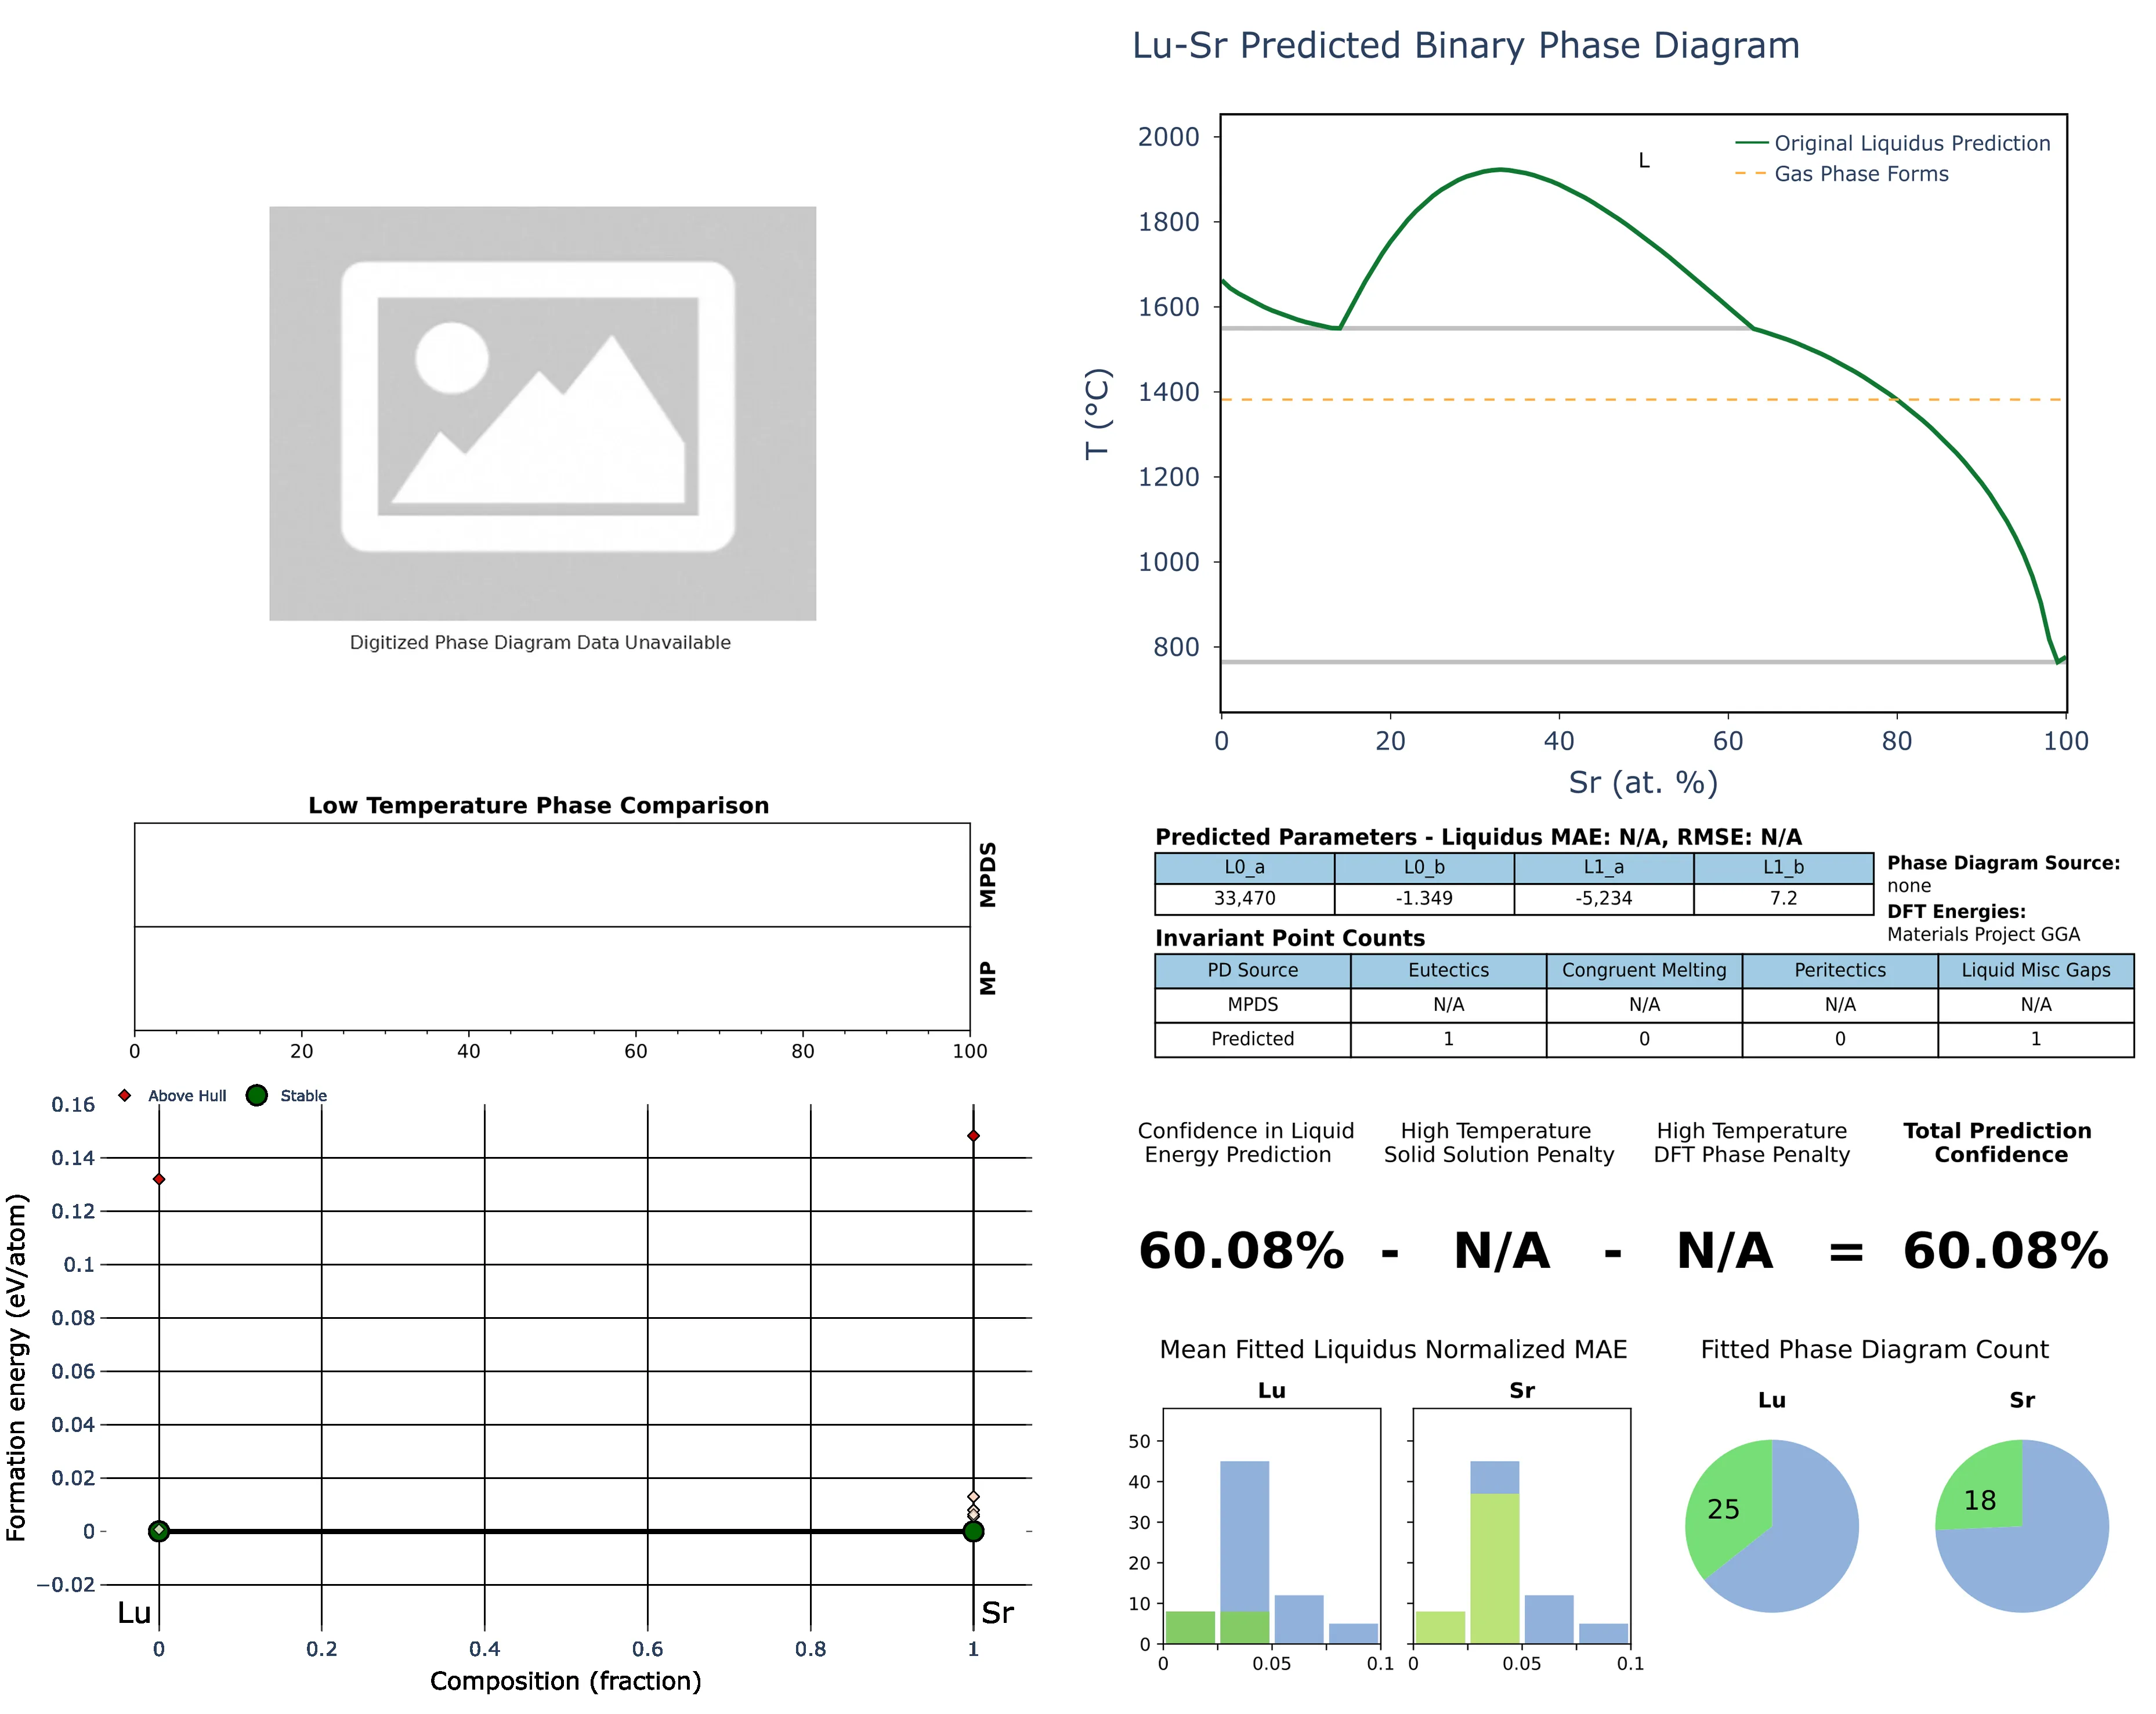 Lu-Sr Predicted Binary Phase Diagram
2000
1800
1600
1400
1200
1000
800
T (°C)
Original Liquidus Prediction
Gas Phase Forms
L
0 20 40 60 80 100
Sr (at. %)
Digitized Phase Diagram Data Unavailable
Low Temperature Phase Comparison
MPDS
MP
0 20 40 60 80 100
Predicted Parameters - Liquidus MAE: N/A, RMSE: N/A
L0_a L0_b L1_a L1_b
33,470 -1.349 -5,234 7.2
Phase Diagram Source:
none
DFT Energies:
Materials Project GGA
Invariant Point Counts
PD Source Eutectics Congruent Melting Peritectics Liquid Misc Gaps
MPDS N/A N/A N/A N/A
Predicted 1 0 0 1
Above Hull Stable
0.16
0.14
0.12
0.1
0.08
0.06
0.04
0.02
0
−0.02
Formation energy (eV/atom)
Lu Sr
0 0.2 0.4 0.6 0.8 1
Composition (fraction)
Confidence in Liquid
Energy Prediction
High Temperature
Solid Solution Penalty
High Temperature
DFT Phase Penalty
Total Prediction
Confidence
60.08% - N/A - N/A = 60.08%
Mean Fitted Liquidus Normalized MAE
Lu Sr
50
40
30
20
10
0
0 0.05 0.1 0 0.05 0.1
Fitted Phase Diagram Count
Lu Sr
25 18